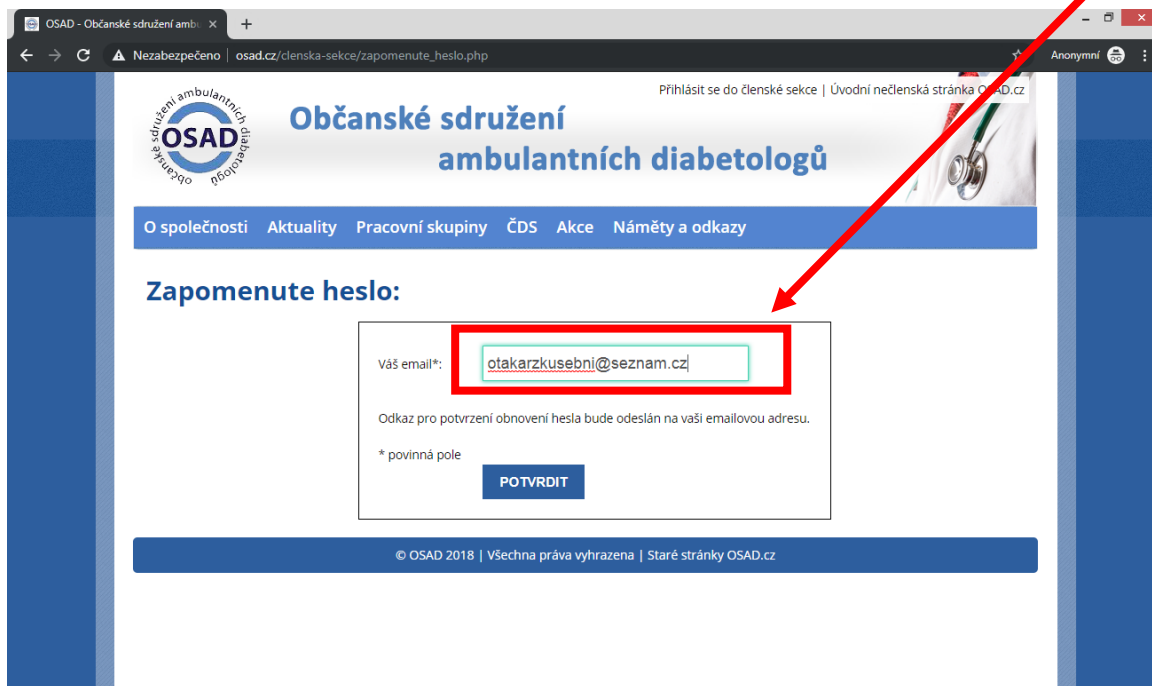 OSAD - Občanské sdružení ambu
Nezabezpečeno | osad.cz/clenska-sekce/zapomenute_heslo.php
Anonymní
Přihlásit se do členské sekce | Úvodní nečlenská stránka OSAD.cz
občanské sdružení ambulantních diabetologů
OSAD
Občanské sdružení
ambulantních diabetologů
O společnosti Aktuality Pracovní skupiny ČDS Akce Náměty a odkazy
Zapomenute heslo:
Váš email*: otakarzkusebni@seznam.cz
Odkaz pro potvrzení obnovení hesla bude odeslán na vaši emailovou adresu.
* povinná pole
POTVRDIT
© OSAD 2018 | Všechna práva vyhrazena | Staré stránky OSAD.cz